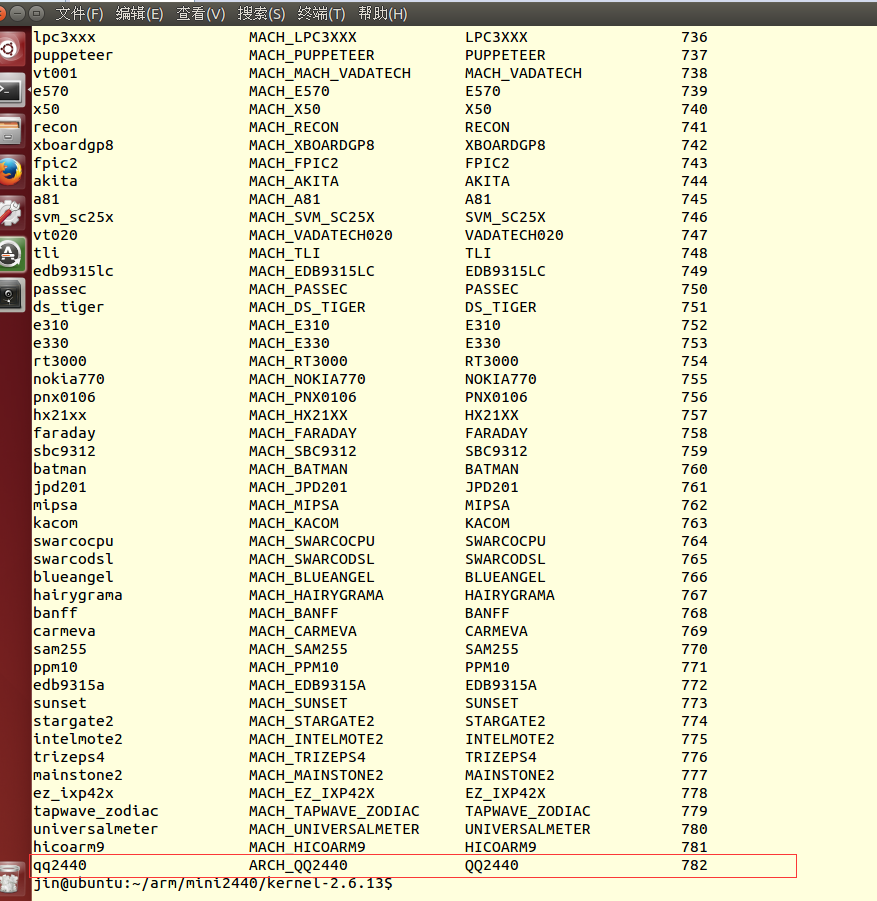 文件(F) 编辑(E) 查看(V) 搜索(S) 终端(T) 帮助(H)
lpc3xxx MACH_LPC3XXX LPC3XXX 736
puppeteer MACH_PUPPETEER PUPPETEER 737
vt001 MACH_MACH_VADATECH MACH_VADATECH 738
e570 MACH_E570 E570 739
x50 MACH_X50 X50 740
recon MACH_RECON RECON 741
xboardgp8 MACH_XBOARDGP8 XBOARDGP8 742
fpic2 MACH_FPIC2 FPIC2 743
akita MACH_AKITA AKITA 744
a81 MACH_A81 A81 745
svm_sc25x MACH_SVM_SC25X SVM_SC25X 746
vt020 MACH_VADATECH020 VADATECH020 747
tli MACH_TLI TLI 748
edb9315lc MACH_EDB9315LC EDB9315LC 749
passec MACH_PASSEC PASSEC 750
ds_tiger MACH_DS_TIGER DS_TIGER 751
e310 MACH_E310 E310 752
e330 MACH_E330 E330 753
rt3000 MACH_RT3000 RT3000 754
nokia770 MACH_NOKIA770 NOKIA770 755
pnx0106 MACH_PNX0106 PNX0106 756
hx21xx MACH_HX21XX HX21XX 757
faraday MACH_FARADAY FARADAY 758
sbc9312 MACH_SBC9312 SBC9312 759
batman MACH_BATMAN BATMAN 760
jpd201 MACH_JPD201 JPD201 761
mipsa MACH_MIPSA MIPSA 762
kacom MACH_KACOM KACOM 763
swarcocpu MACH_SWARCOCPU SWARCOCPU 764
swarcodsl MACH_SWARCODSL SWARCODSL 765
blueangel MACH_BLUEANGEL BLUEANGEL 766
hairygrama MACH_HAIRYGRAMA HAIRYGRAMA 767
banff MACH_BANFF BANFF 768
carmeva MACH_CARMEVA CARMEVA 769
sam255 MACH_SAM255 SAM255 770
ppm10 MACH_PPM10 PPM10 771
edb9315a MACH_EDB9315A EDB9315A 772
sunset MACH_SUNSET SUNSET 773
stargate2 MACH_STARGATE2 STARGATE2 774
intelmote2 MACH_INTELMOTE2 INTELMOTE2 775
trizeps4 MACH_TRIZEPS4 TRIZEPS4 776
mainstone2 MACH_MAINSTONE2 MAINSTONE2 777
ez_ixp42x MACH_EZ_IXP42X EZ_IXP42X 778
tapwave_zodiac MACH_TAPWAVE_ZODIAC TAPWAVE_ZODIAC 779
universalmeter MACH_UNIVERSALMETER UNIVERSALMETER 780
hicoarm9 MACH_HICOARM9 HICOARM9 781
qq2440 ARCH_QQ2440 QQ2440 782
jin@ubuntu:~/arm/mini2440/kernel-2.6.13$